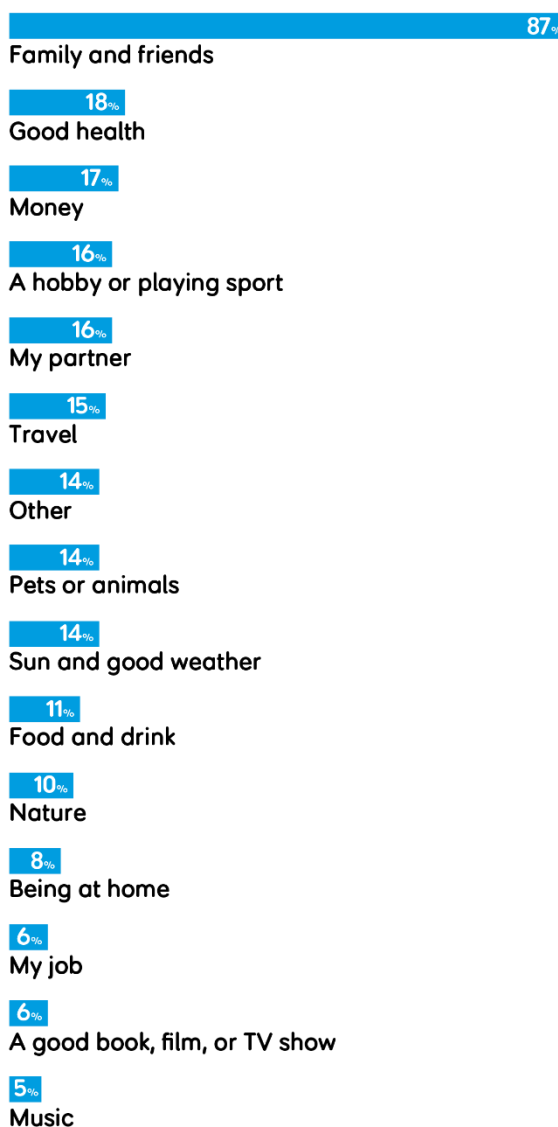 87%
Family and friends
18%
Good health
17%
Money
16%
A hobby or playing sport
16%
My partner
15%
Travel
14%
Other
14%
Pets or animals
14%
Sun and good weather
11%
Food and drink
10%
Nature
8%
Being at home
6%
My job
6%
A good book, film, or TV show
5%
Music